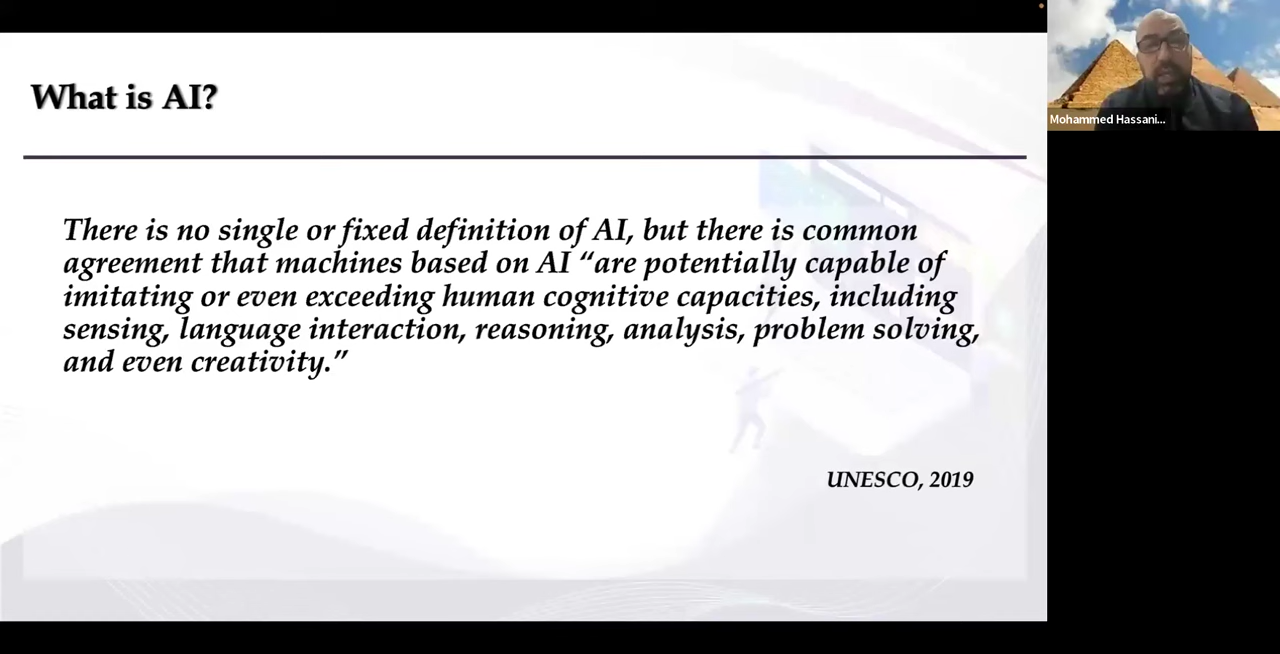 What is AI?
There is no single or fixed definition of AI, but there is common
agreement that machines based on AI “are potentially capable of
imitating or even exceeding human cognitive capacities, including
sensing, language interaction, reasoning, analysis, problem solving,
and even creativity.”
UNESCO, 2019
Mohammed Hassani...